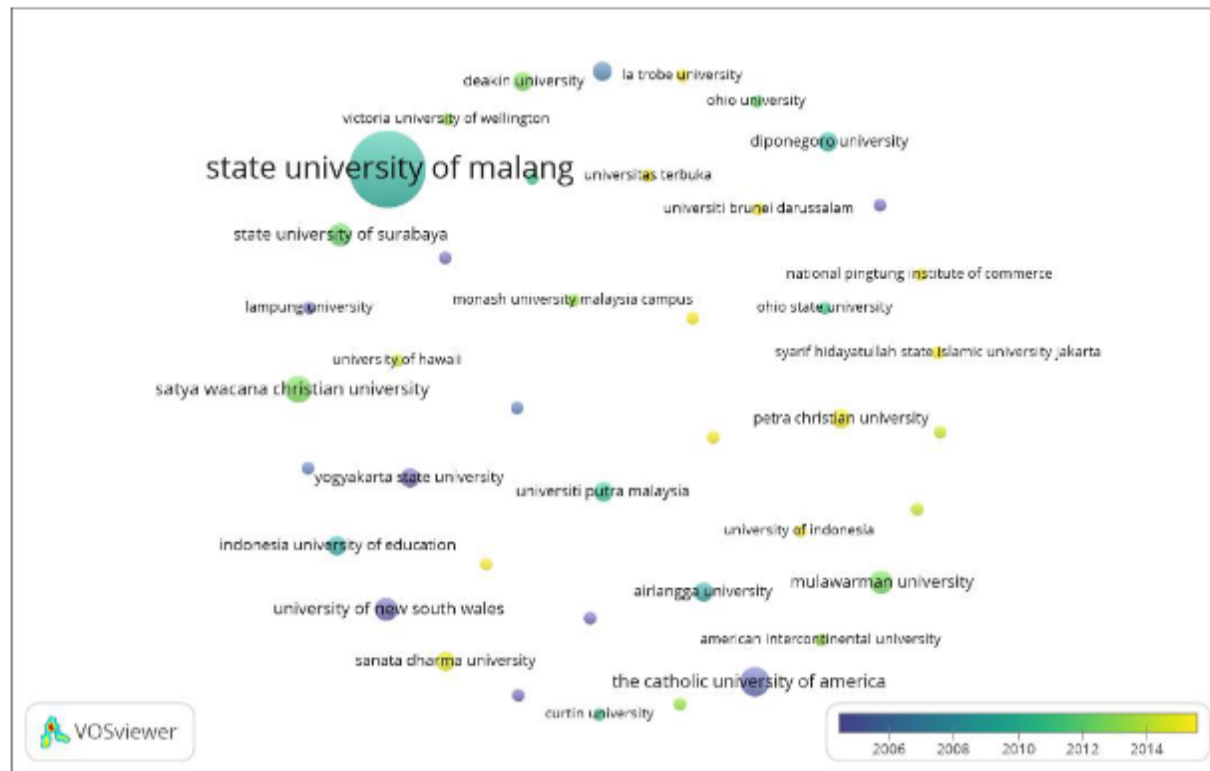 la trobe university
deakin university
ohio university
victoria university of wellington
diponegoro university
state university of malang
universitas terbuka
universiti brunei darussalam
state university of surabaya
national pingtung institute of commerce
monash university malaysia campus
lampung university
ohio state university
syarif hidayatullah state islamic university jakarta
university of hawaii
satya wacana christian university
petra christian university
yogyakarta state university
universiti putra malaysia
university of indonesia
indonesia university of education
mulawarman university
airlangga university
university of new south wales
american intercontinental university
sanata dharma university
the catholic university of america
curtin university
VOSviewer
2006 2008 2010 2012 2014